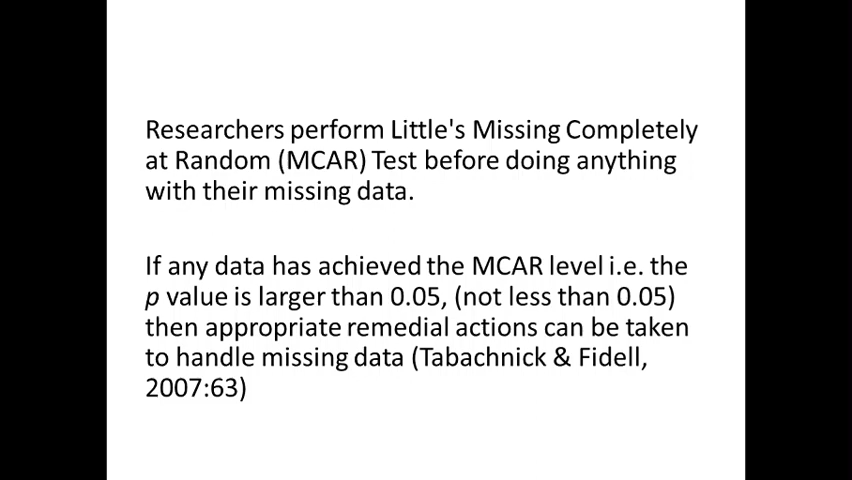 Researchers perform Little's Missing Completely
at Random (MCAR) Test before doing anything
with their missing data.
If any data has achieved the MCAR level i.e. the
p value is larger than 0.05, (not less than 0.05)
then appropriate remedial actions can be taken
to handle missing data (Tabachnick & Fidell,
2007:63)